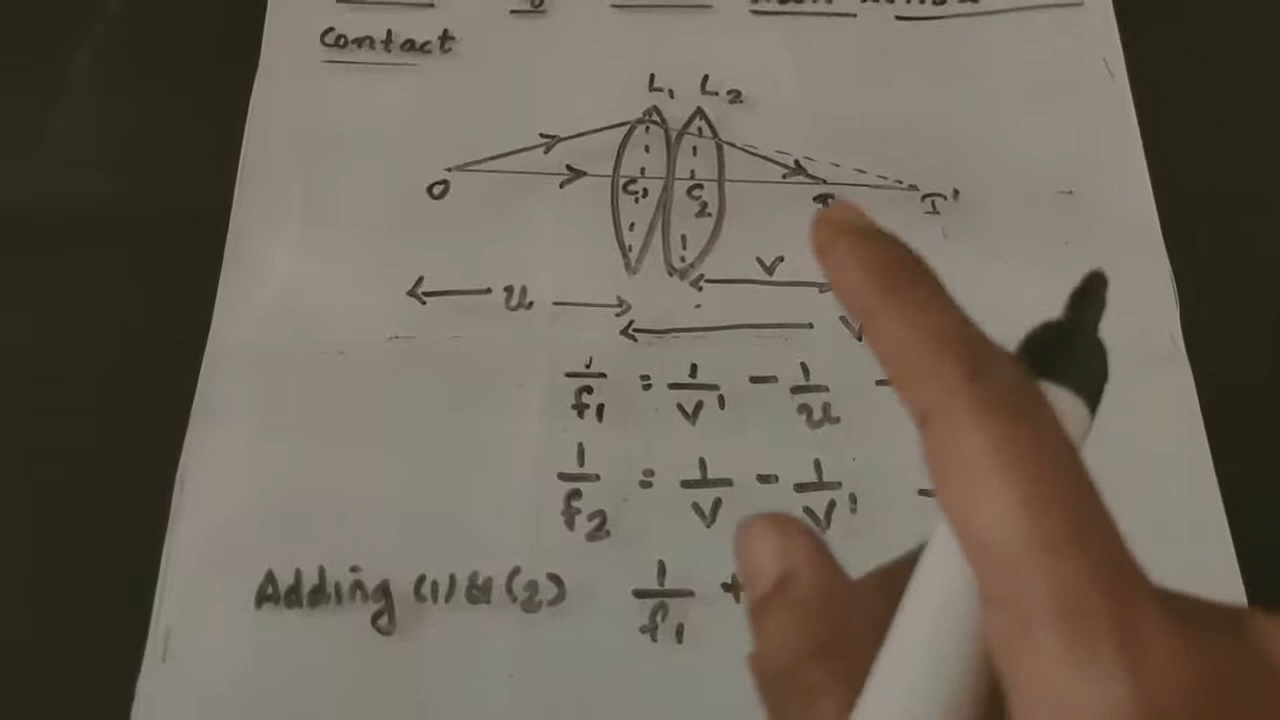 Contact
L1 L2
O C1 C2 I'
V
u
1/f1 = 1/V' - 1/u -
1/f2 = 1/V - 1/V' -
Adding (1) & (2) 1/f1 +